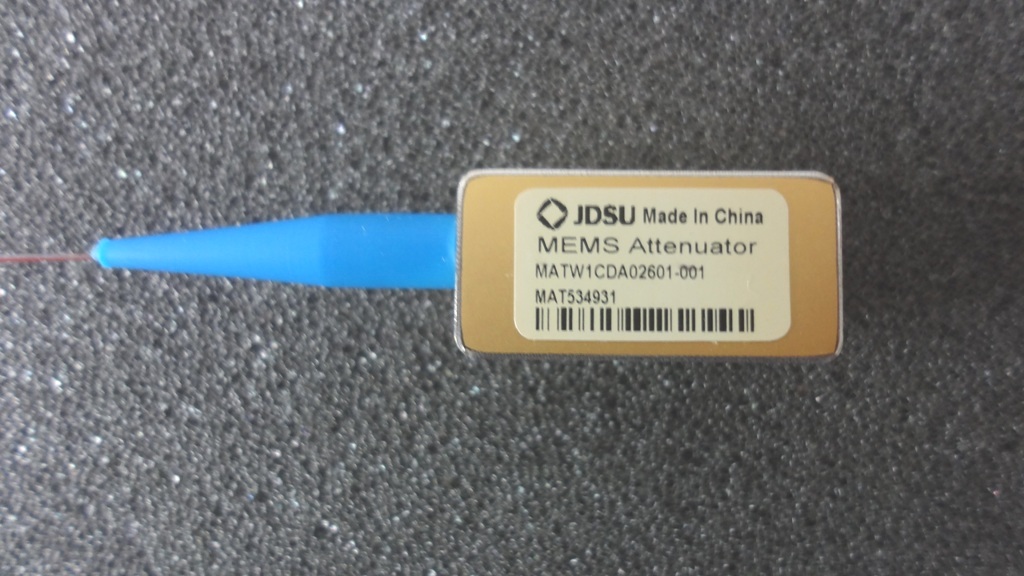 JDSU Made In China
MEMS Attenuator
MATW1CDA02601-001
MAT534931